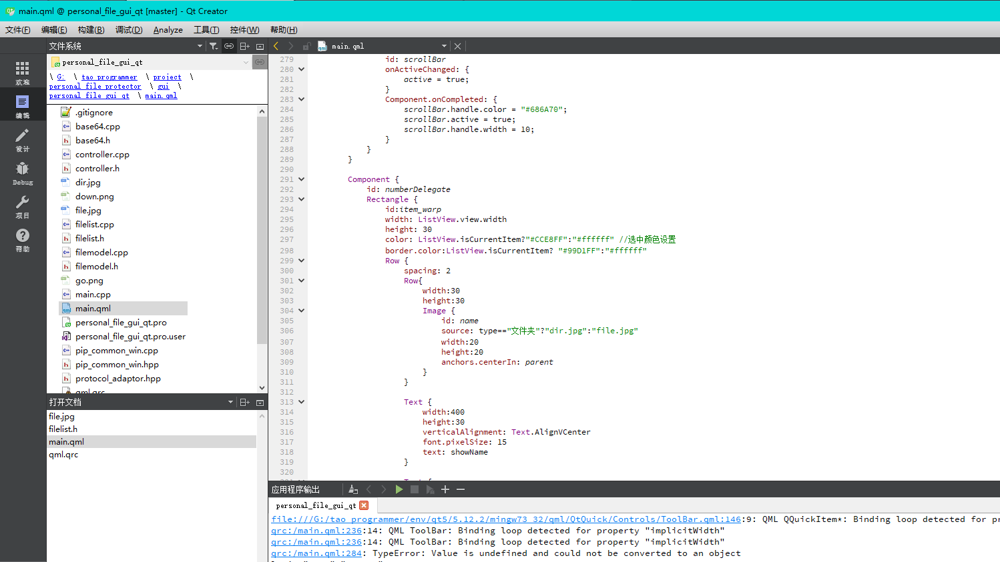 main.qml @ personal_file_gui_qt [master] - Qt Creator
文件(F) 编辑(E) 构建(B) 调试(D) Analyze 工具(T) 控件(W) 帮助(H)
文件系统
main.qml
personal_file_gui_qt
\ G: \ tao_programmer \ project \
personal_file_protector \ gui \
personal_file_gui_qt \ main.qml
欢迎
编辑
设计
Debug
项目
帮助
.gitignore
base64.cpp
base64.h
controller.cpp
controller.h
dir.jpg
down.png
file.jpg
filelist.cpp
filelist.h
filemodel.cpp
filemodel.h
go.png
main.cpp
main.qml
personal_file_gui_qt.pro
personal_file_gui_qt.pro.user
pip_common_win.cpp
pip_common_win.hpp
protocol_adaptor.hpp
qml.qrc
打开文档
file.jpg
filelist.h
main.qml
qml.qrc
279 id: scrollBar
280 onActiveChanged: {
281 active = true;
282 }
283 Component.onCompleted: {
284 scrollBar.handle.color = "#686A70";
285 scrollBar.active = true;
286 scrollBar.handle.width = 10;
287 }
288 }
289 }
290
291 Component {
292 id: numberDelegate
293 Rectangle {
294 id:item_warp
295 width: ListView.view.width
296 height: 30
297 color: ListView.isCurrentItem?"#CCE8FF":"#ffffff" //选中颜色设置
298 border.color:ListView.isCurrentItem? "#99D1FF":"#ffffff"
299 Row {
300 spacing: 2
301 Row{
302 width:30
303 height:30
304 Image {
305 id: name
306 source: type=="文件夹"?"dir.jpg":"file.jpg"
307 width:20
308 height:20
309 anchors.centerIn: parent
310 }
311 }
312
313 Text {
314 width:400
315 height:30
316 verticalAlignment: Text.AlignVCenter
317 font.pixelSize: 15
318 text: showName
319 }
320
321 Text {
应用程序输出
personal_file_gui_qt
file:///G:/tao_programmer/env/qt5/5.12.2/mingw73_32/qml/QtQuick/Controls/ToolBar.qml:146:9: QML QQuickItem*: Binding loop detected for pr
qrc:/main.qml:236:14: QML ToolBar: Binding loop detected for property "implicitWidth"
qrc:/main.qml:236:14: QML ToolBar: Binding loop detected for property "implicitWidth"
qrc:/main.qml:284: TypeError: Value is undefined and could not be converted to an object